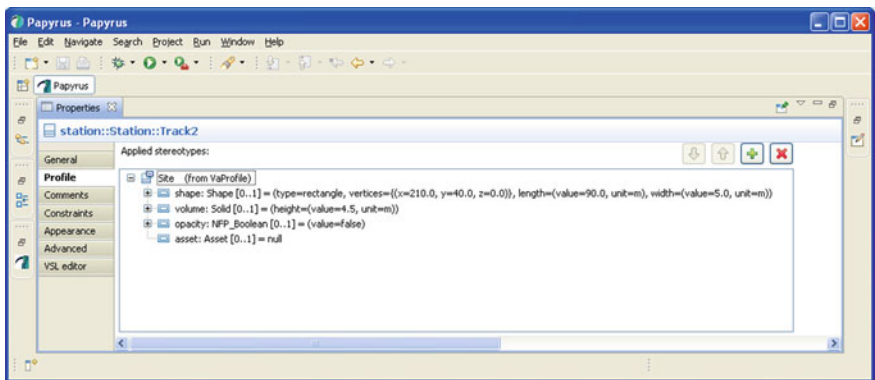 Papyrus - Papyrus
File Edit Navigate Search Project Run Window Help
Papyrus
Properties
station::Station::Track2
Applied stereotypes:
General
Profile
Comments
Constraints
Appearance
Advanced
VSL editor
Site (from VaProfile)
shape: Shape [0..1] = (type=rectangle, vertices={(x=210.0, y=40.0, z=0.0)}, length=(value=90.0, unit=m), width=(value=5.0, unit=m))
volume: Solid [0..1] = (height=(value=4.5, unit=m))
opacity: NFP_Boolean [0..1] = (value=false)
asset: Asset [0..1] = null